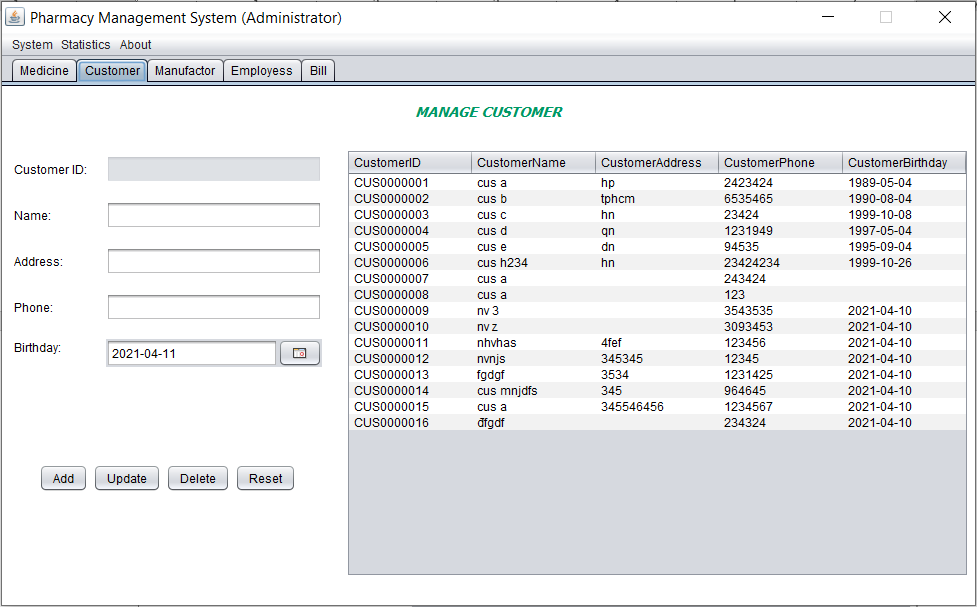 Pharmacy Management System (Administrator)
System Statistics About
Medicine Customer Manufactor Employess Bill
MANAGE CUSTOMER
Customer ID:
Name:
Address:
Phone:
Birthday: 2021-04-11
Add Update Delete Reset
CustomerID CustomerName CustomerAddress CustomerPhone CustomerBirthday
CUS0000001 cus a hp 2423424 1989-05-04
CUS0000002 cus b tphcm 6535465 1990-08-04
CUS0000003 cus c hn 23424 1999-10-08
CUS0000004 cus d qn 1231949 1997-05-04
CUS0000005 cus e dn 94535 1995-09-04
CUS0000006 cus h234 hn 23424234 1999-10-26
CUS0000007 cus a 243424
CUS0000008 cus a 123
CUS0000009 nv 3 3543535 2021-04-10
CUS0000010 nv z 3093453 2021-04-10
CUS0000011 nhvhas 4fef 123456 2021-04-10
CUS0000012 nvnjs 345345 12345 2021-04-10
CUS0000013 fgdgf 3534 1231425 2021-04-10
CUS0000014 cus mnjdfs 345 964645 2021-04-10
CUS0000015 cus a 345546456 1234567 2021-04-10
CUS0000016 đfgdf 234324 2021-04-10